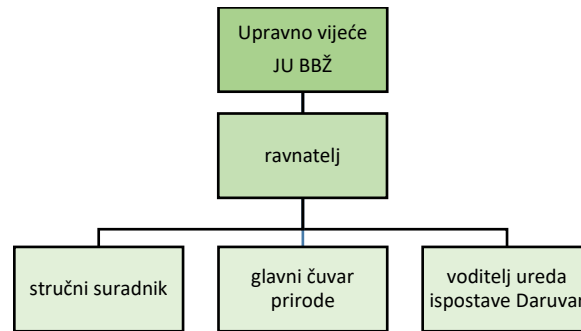 Upravno vijeće
JU BBŽ
ravnatelj
stručni suradnik
glavni čuvar
prirode
voditelj ureda
ispostave Daruvar